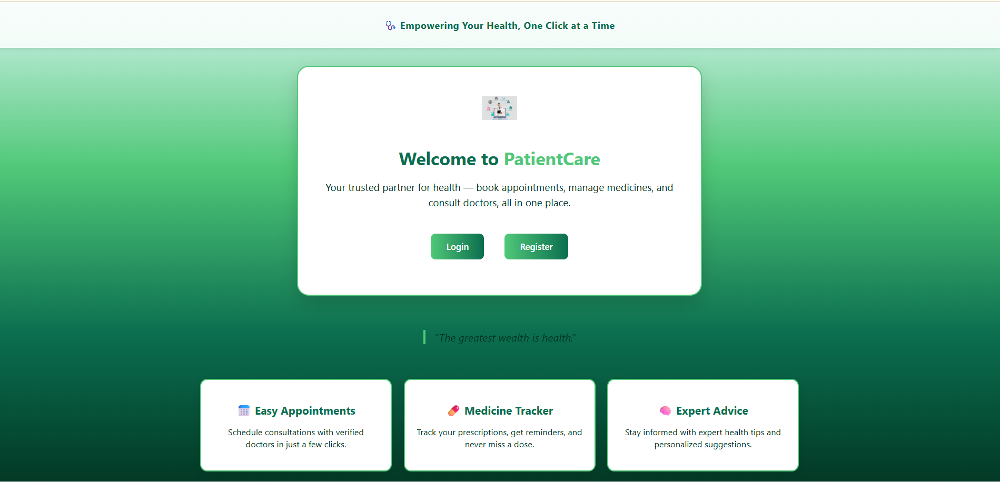 Empowering Your Health, One Click at a Time
Welcome to PatientCare
Your trusted partner for health — book appointments, manage medicines, and
consult doctors, all in one place.
Login
Register
“The greatest wealth is health.”
Easy Appointments
Schedule consultations with verified
doctors in just a few clicks.
Medicine Tracker
Track your prescriptions, get reminders, and
never miss a dose.
Expert Advice
Stay informed with expert health tips and
personalized suggestions.